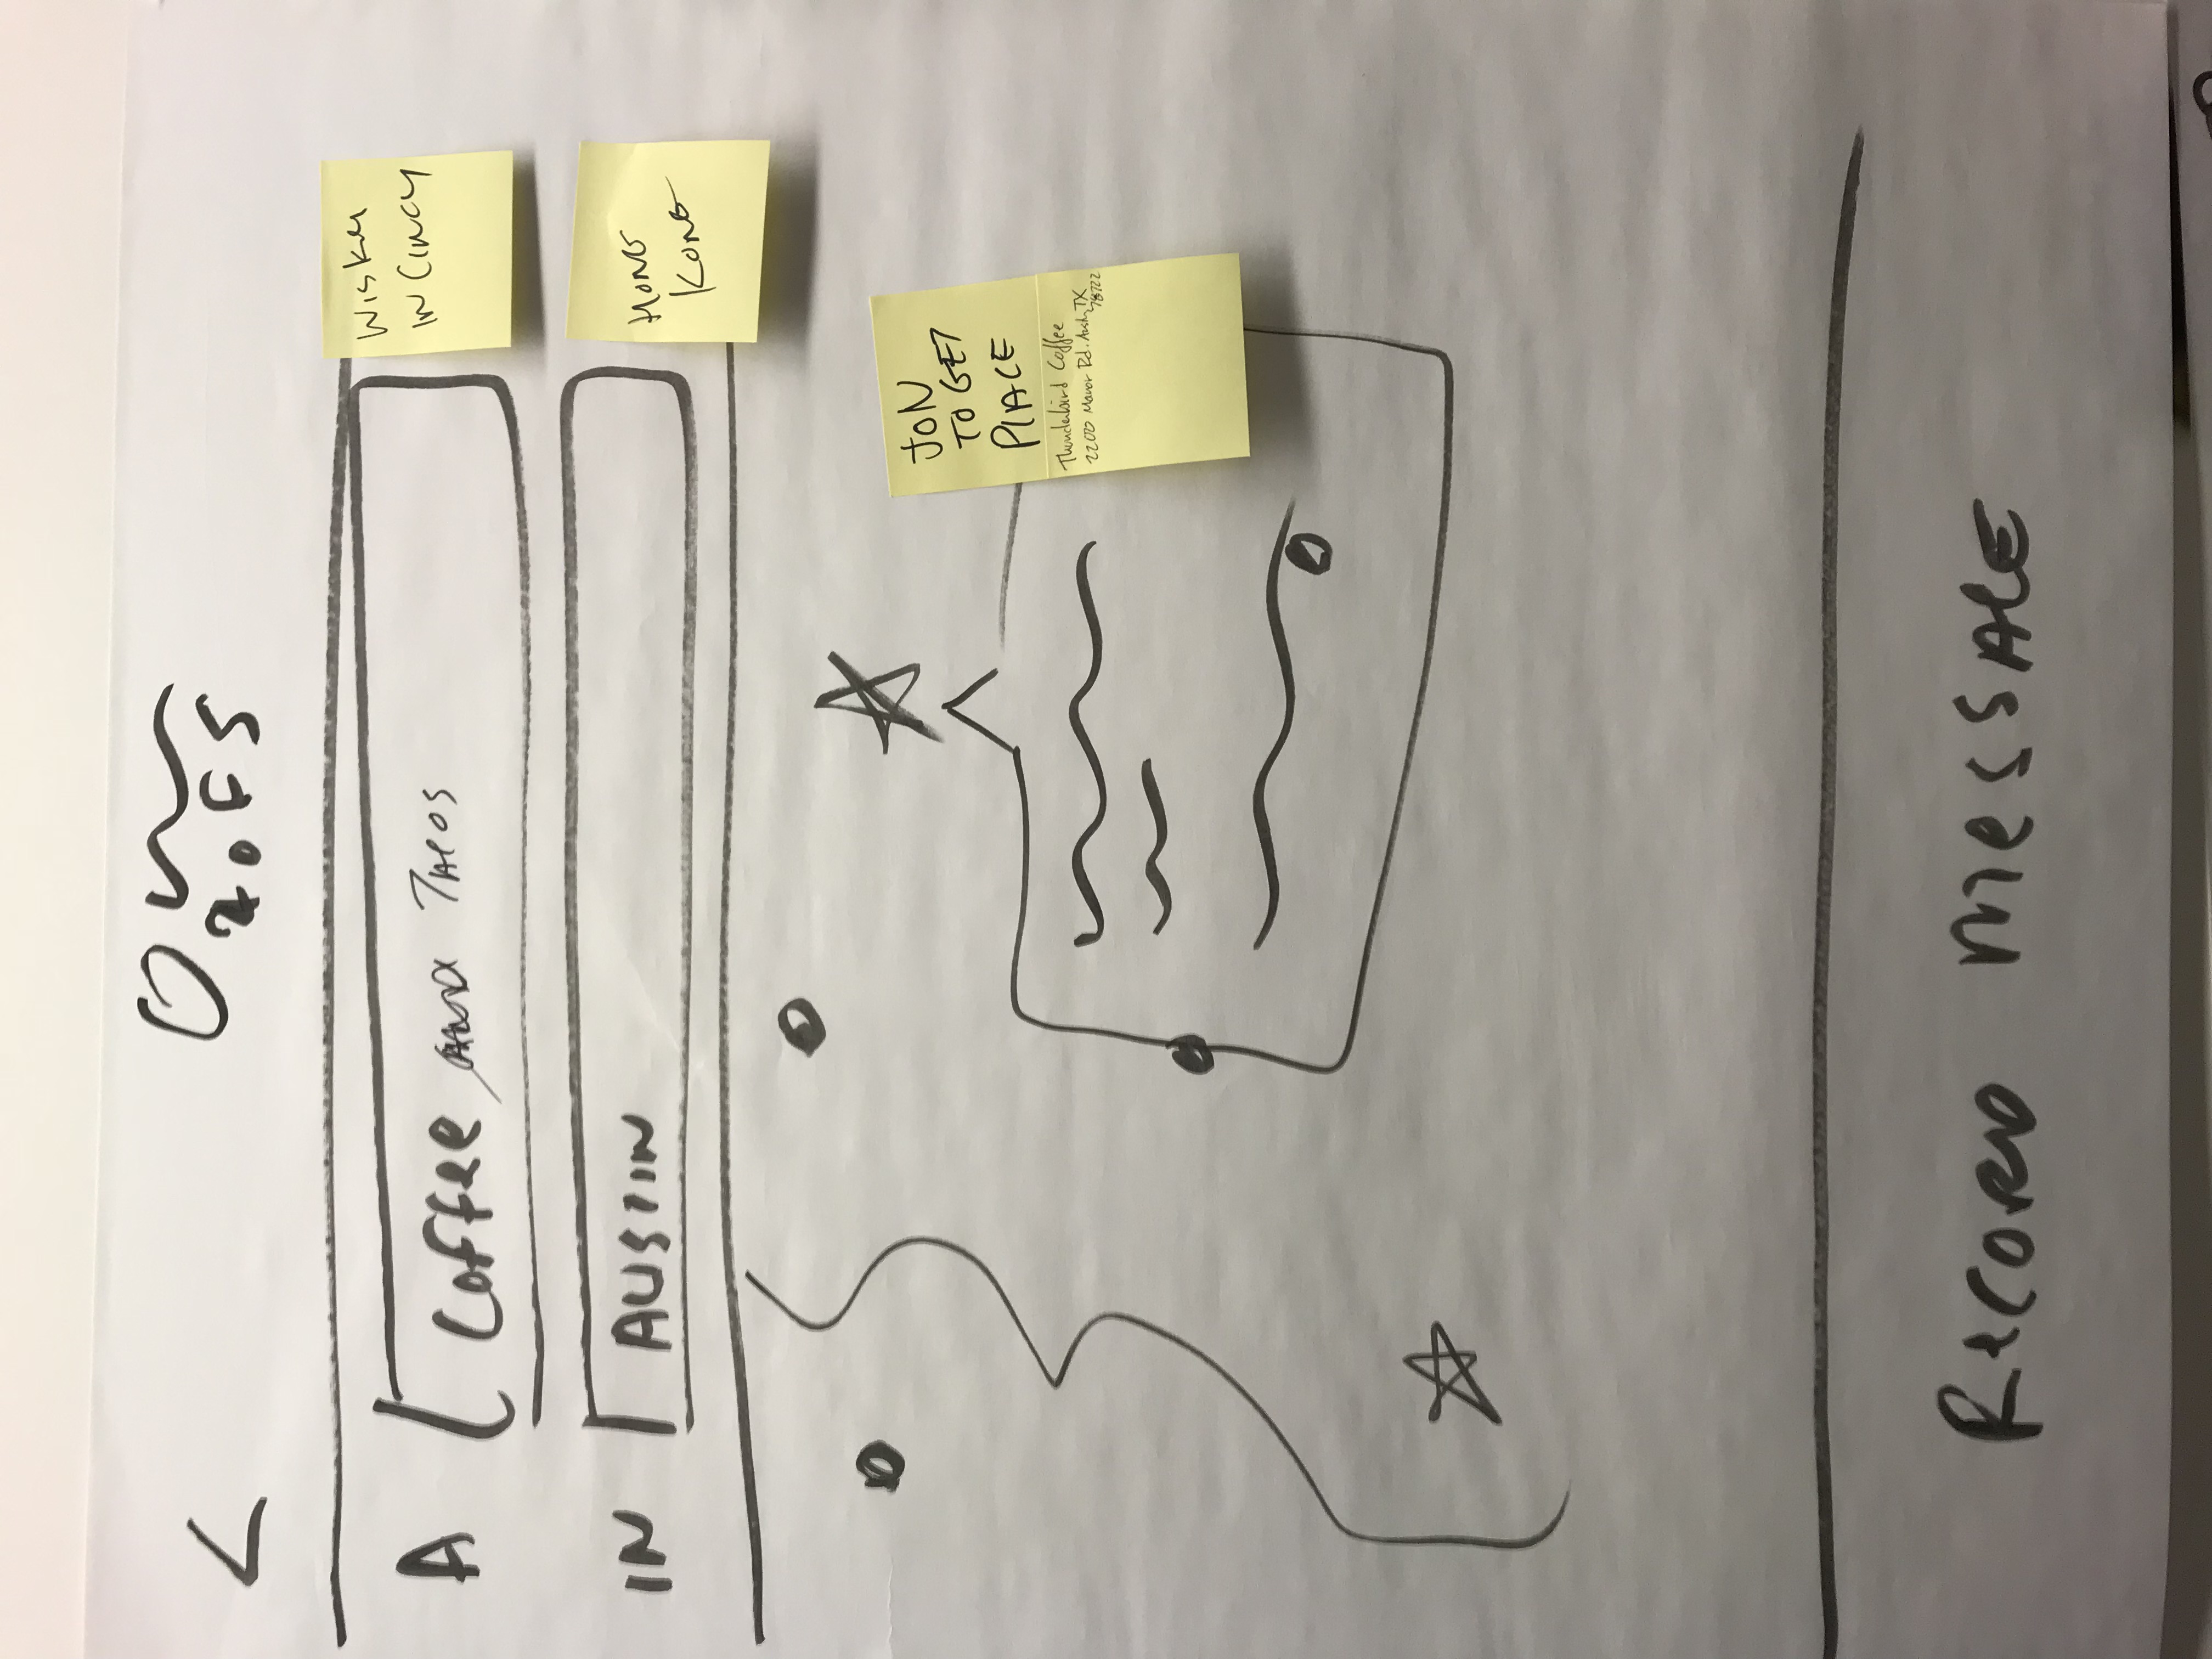 <
2 OF 5
A
Coffee AND TACOS
WISKEY
IN CINCY
IN
AUSTIN
HONG
KONG
JON
TO GET
PLACE
Thunderbird Coffee
2200 Manor Rd. Austin, TX
78722
RECORD MESSAGE